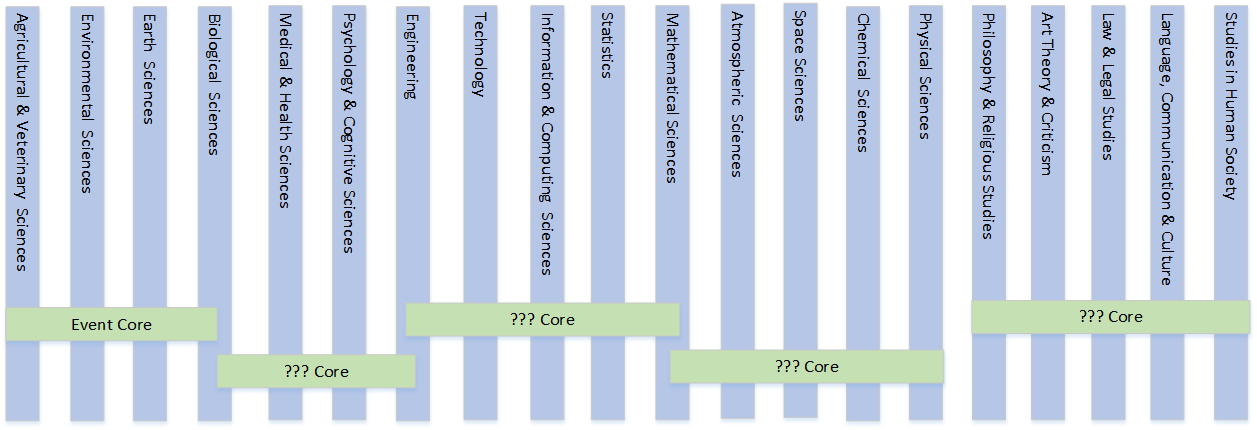 Agricultural & Veterinary Sciences
Environmental Sciences
Earth Sciences
Biological Sciences
Medical & Health Sciences
Psychology & Cognitive Sciences
Engineering
Technology
Information & Computing Sciences
Statistics
Mathematical Sciences
Atmospheric Sciences
Space Sciences
Chemical Sciences
Physical Sciences
Philosophy & Religious Studies
Art Theory & Criticism
Law & Legal Studies
Language, Communication & Culture
Studies in Human Society
Event Core
??? Core
??? Core
??? Core
??? Core